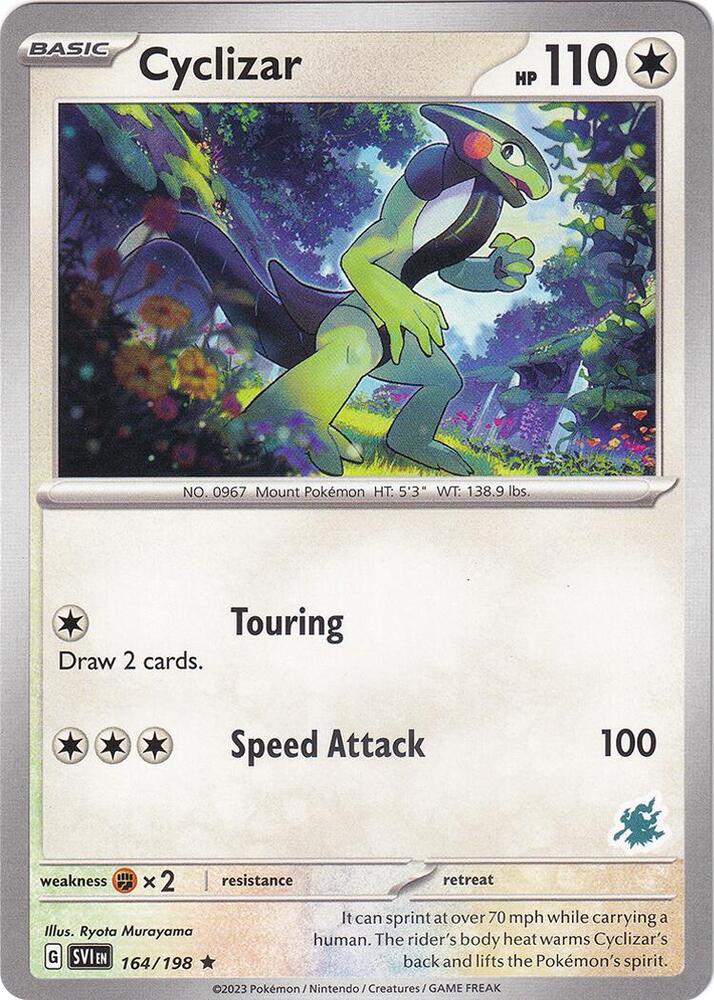 BASIC
Cyclizar
HP 110
NO. 0967 Mount Pokémon HT: 5'3" WT: 138.9 lbs.
Touring
Draw 2 cards.
Speed Attack 100
weakness ×2 resistance retreat
Illus. Ryota Murayama
It can sprint at over 70 mph while carrying a
human. The rider's body heat warms Cyclizar's
back and lifts the Pokémon's spirit.
G SVI EN 164/198 ★
©2023 Pokémon / Nintendo / Creatures / GAME FREAK